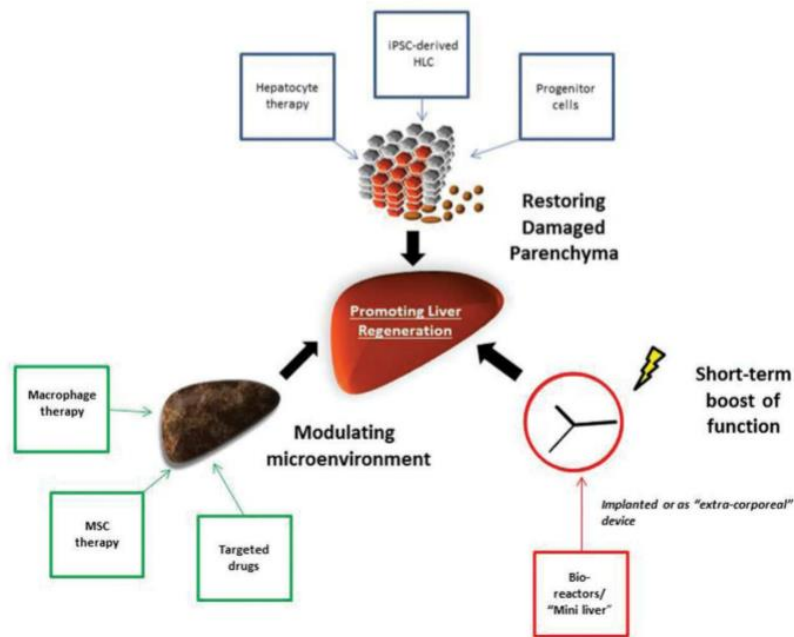 iPSC-derived
HLC
Hepatocyte
therapy
Progenitor
cells
Restoring
Damaged
Parenchyma
Promoting Liver
Regeneration
Macrophage
therapy
Modulating
microenvironment
MSC
therapy
Targeted
drugs
Short-term
boost of
function
Implanted or as "extra-corporeal"
device
Bio-
reactors/
"Mini liver"